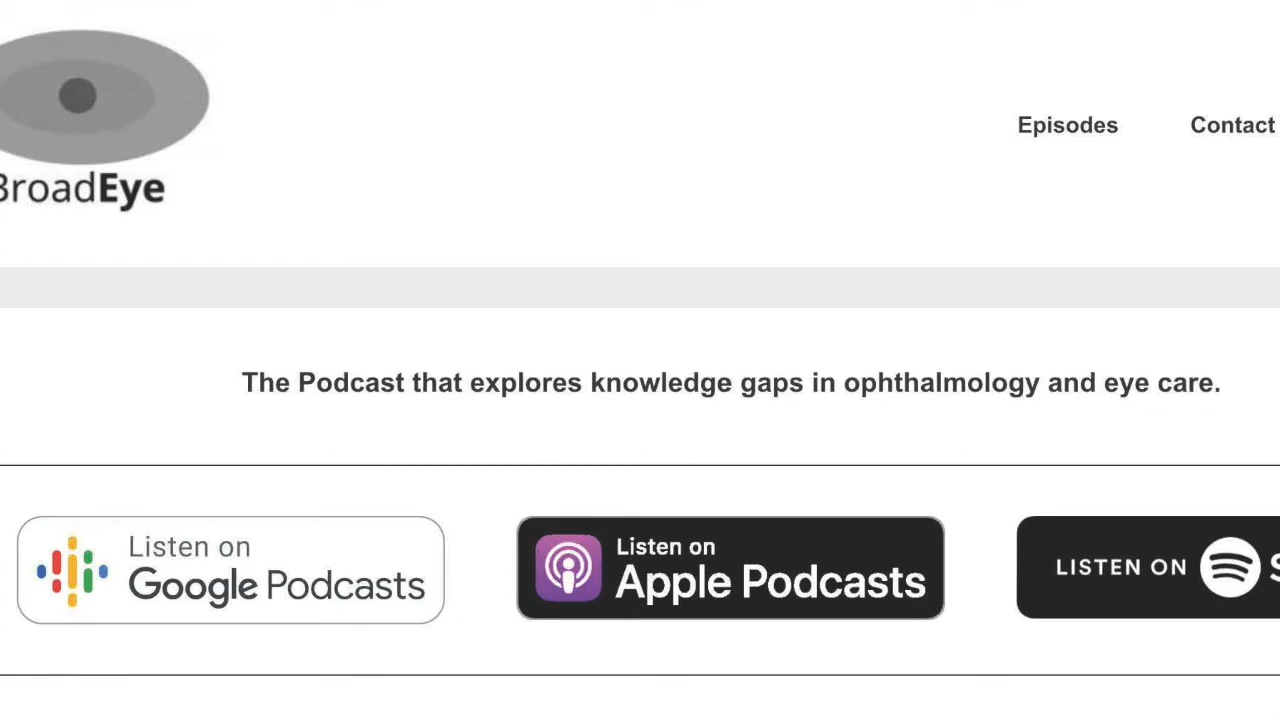 BroadEye
Episodes
Contact
The Podcast that explores knowledge gaps in ophthalmology and eye care.
Listen on
Google Podcasts
Listen on
Apple Podcasts
LISTEN ON